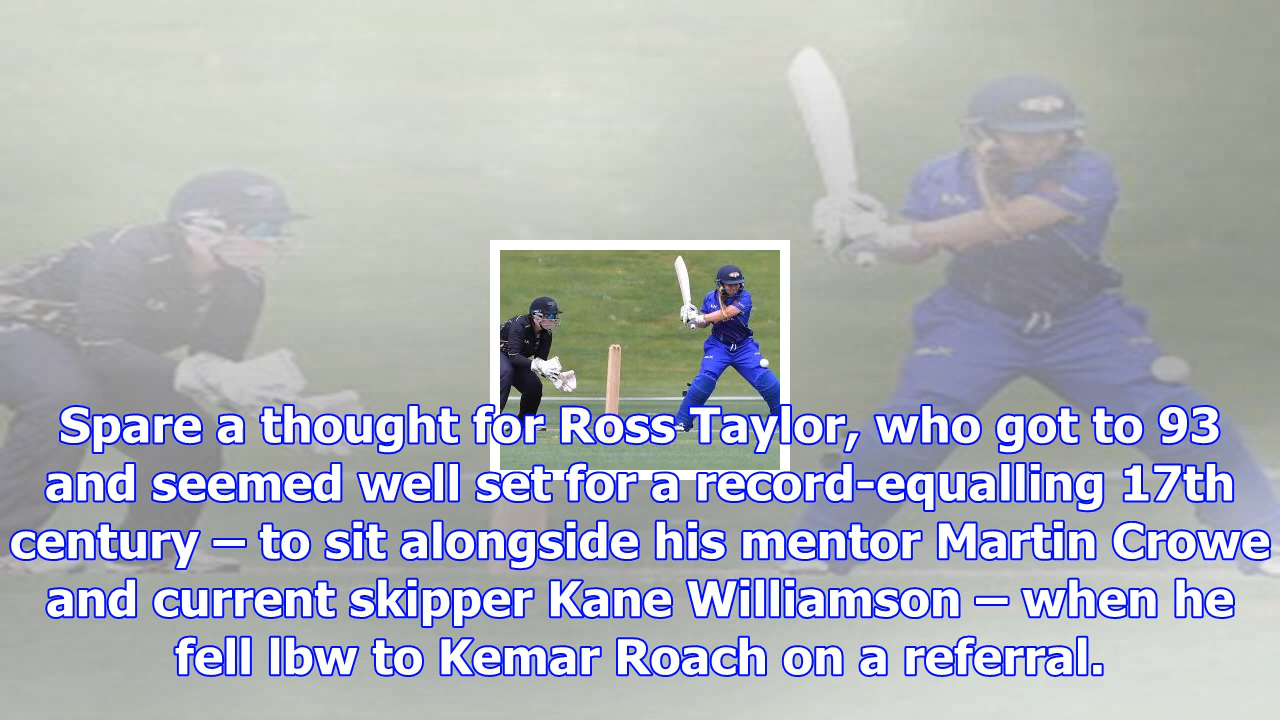 Spare a thought for Ross Taylor, who got to 93
and seemed well set for a record-equalling 17th
century – to sit alongside his mentor Martin Crowe
and current skipper Kane Williamson – when he
fell lbw to Kemar Roach on a referral.